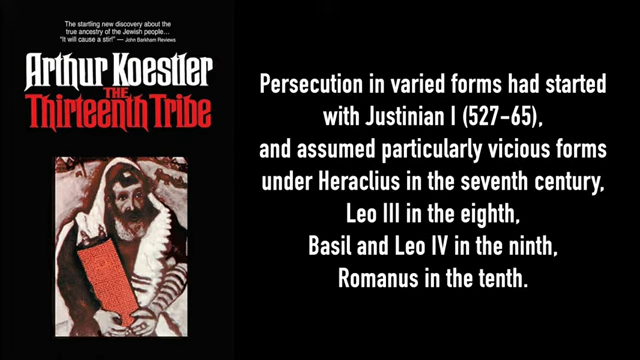 The startling new discovery about the
true ancestry of the Jewish people...
"It will cause a stir!" — John Barkham Reviews
Arthur Koestler
THE
Thirteenth Tribe
Persecution in varied forms had started
with Justinian I (527-65),
and assumed particularly vicious forms
under Heraclius in the seventh century,
Leo III in the eighth,
Basil and Leo IV in the ninth,
Romanus in the tenth.